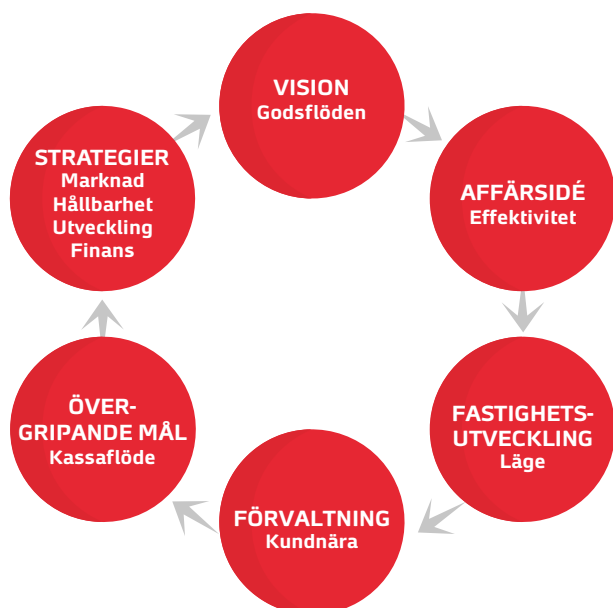 VISION
Godsflöden
AFFÄRSIDÉ
Effektivitet
FASTIGHETS-
UTVECKLING
Läge
FÖRVALTNING
Kundnära
ÖVER-
GRIPANDE MÅL
Kassaflöde
STRATEGIER
Marknad
Hållbarhet
Utveckling
Finans